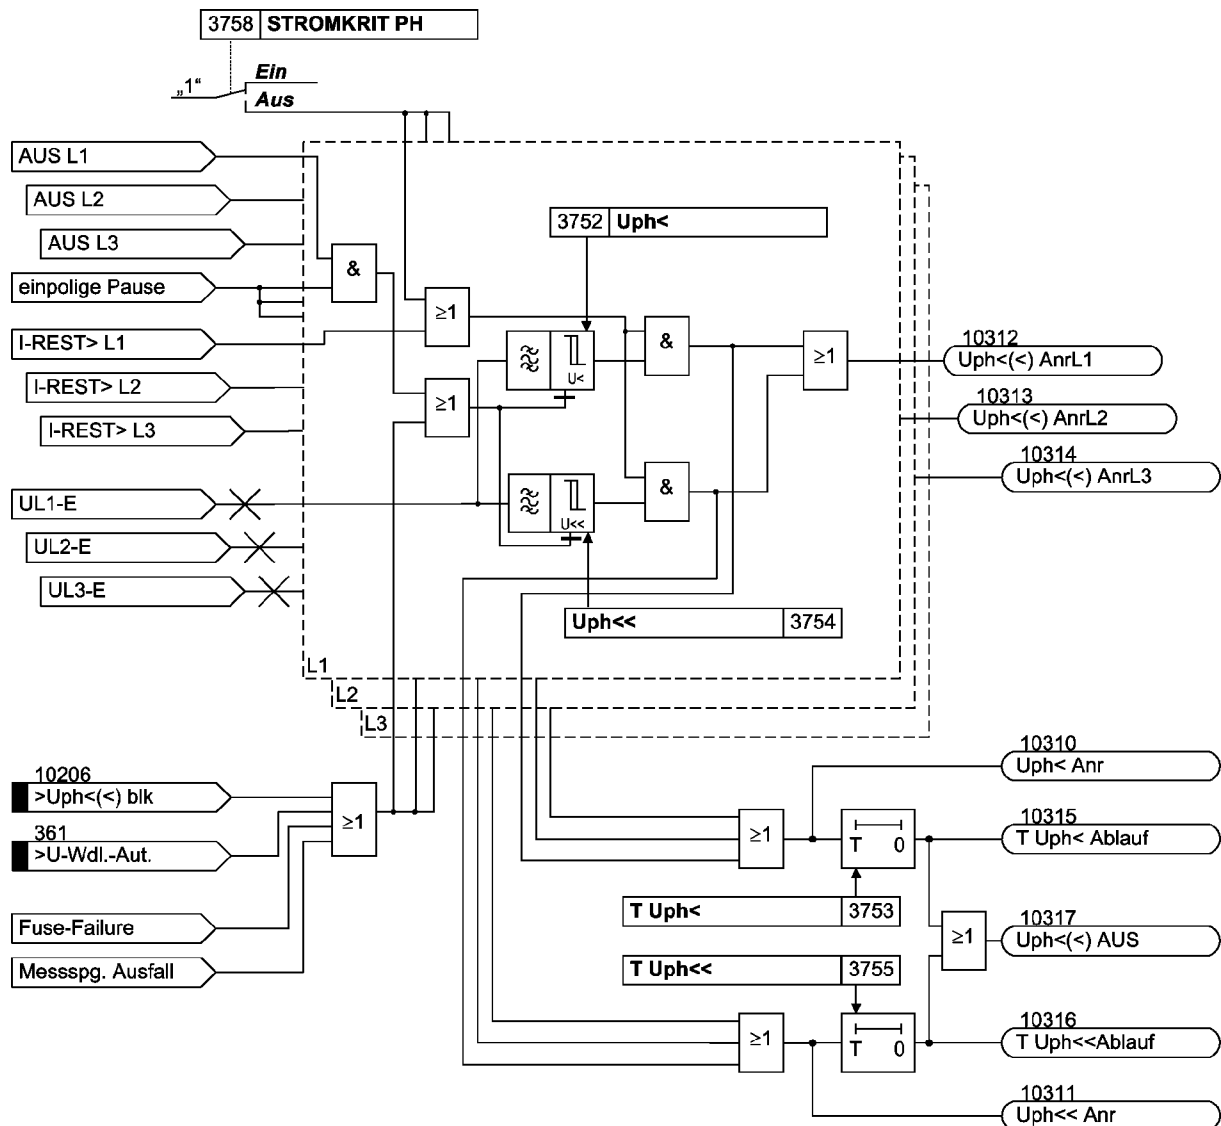 3758 STROMKRIT PH
„1“
Ein
Aus
AUS L1
AUS L2
AUS L3
einpolige Pause
I-REST> L1
I-REST> L2
I-REST> L3
UL1-E
UL2-E
UL3-E
3752 Uph<
&
≥1
≥1
U<
&
≥1
U<<
&
Uph<< 3754
10312
Uph<(<) AnrL1
10313
Uph<(<) AnrL2
10314
Uph<(<) AnrL3
L1
L2
L3
10206
>Uph<(<) blk
361
>U-Wdl.-Aut.
Fuse-Failure
Messspg. Ausfall
≥1
≥1
T 0
T Uph< 3753
T Uph<< 3755
≥1
T 0
≥1
10310
Uph< Anr
10315
T Uph< Ablauf
10317
Uph<(<) AUS
10316
T Uph<<Ablauf
10311
Uph<< Anr